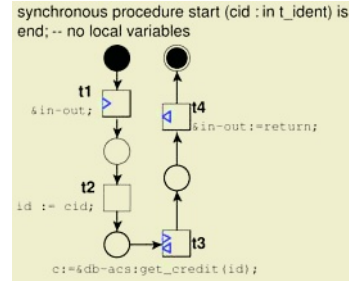 synchronous procedure start (cid : in t_ident) is
end; -- no local variables
t1
t4
&in-out;
&in-out:=return;
t2
id := cid;
t3
c:=&db-acs:get_credit(id);